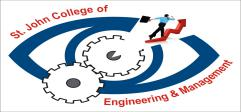 St. John College of
Engineering & Management